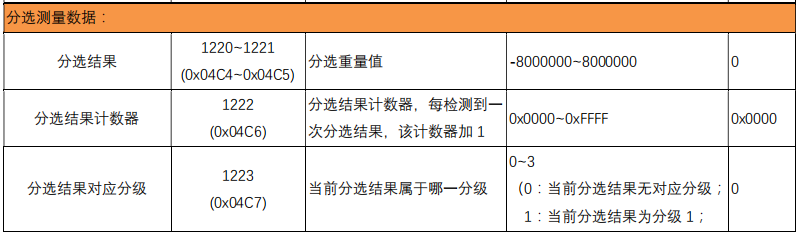 分选测量数据：
分选结果
1220~1221
(0x04C4~0x04C5)
分选重量值
-8000000~8000000
0
分选结果计数器
1222
(0x04C6)
分选结果计数器，每检测到一
次分选结果，该计数器加 1
0x0000~0xFFFF
0x0000
分选结果对应分级
1223
(0x04C7)
当前分选结果属于哪一分级
0~3
（0：当前分选结果无对应分级；
1：当前分选结果为分级 1；
0